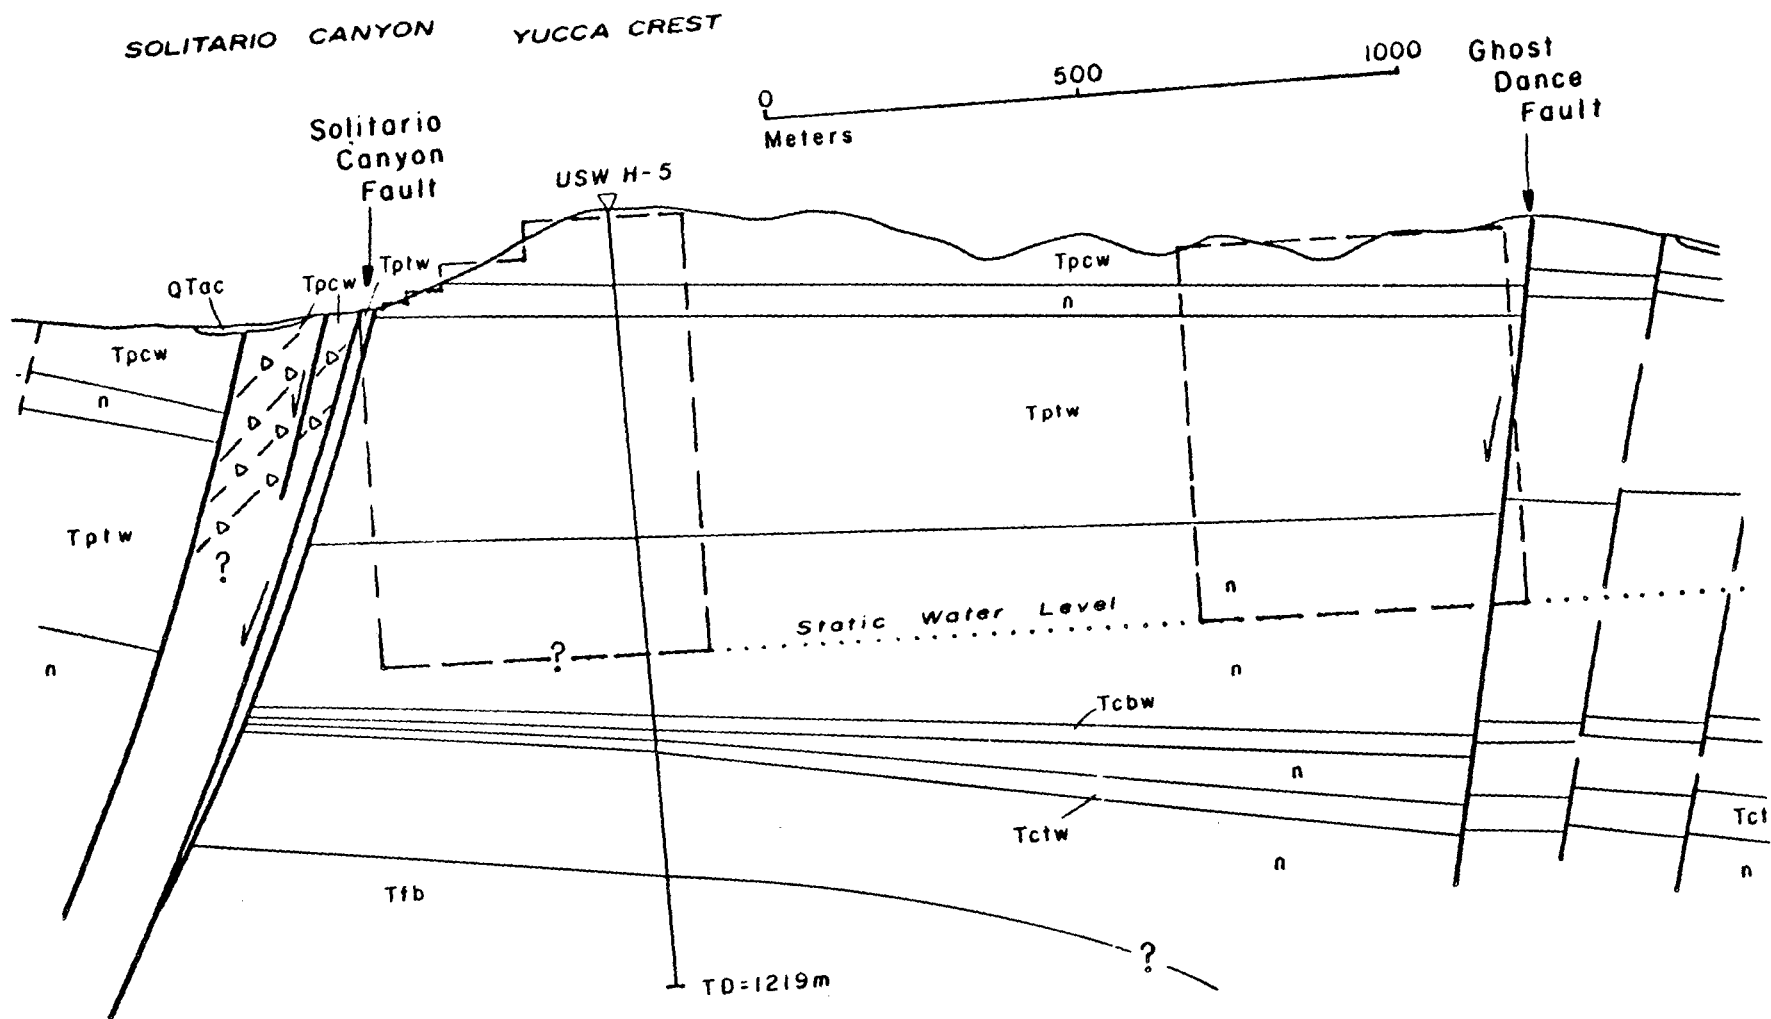 SOLITARIO CANYON YUCCA CREST
0 500 1000
Meters
Ghost
Dance
Fault
Solitario
Canyon
Fault
USW H-5
QTac
Tpcw
Tptw
Tpcw
n
Tpcw
n
Tptw
Tptw
?
n
n
Static Water Level
?
n
Tcbw
n
Tctw
Tct
n
n
Tfb
?
TD=1219m